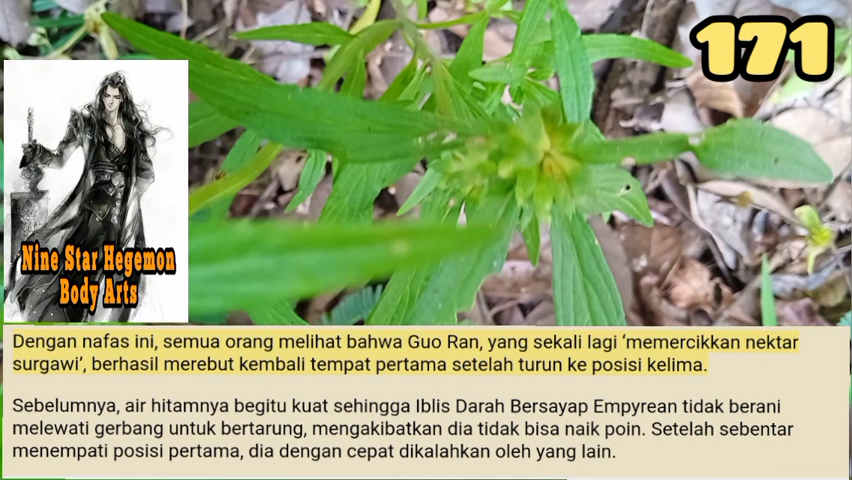 171
Nine Star Hegemon
Body Arts
Dengan nafas ini, semua orang melihat bahwa Guo Ran, yang sekali lagi ‘memercikkan nektar
surgawi’, berhasil merebut kembali tempat pertama setelah turun ke posisi kelima.
Sebelumnya, air hitamnya begitu kuat sehingga Iblis Darah Bersayap Empyrean tidak berani
melewati gerbang untuk bertarung, mengakibatkan dia tidak bisa naik poin. Setelah sebentar
menempati posisi pertama, dia dengan cepat dikalahkan oleh yang lain.